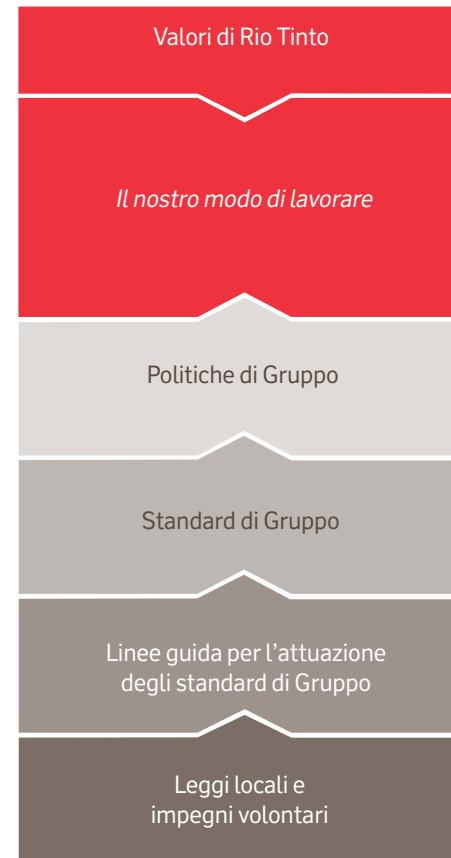 Valori di Rio Tinto
Il nostro modo di lavorare
Politiche di Gruppo
Standard di Gruppo
Linee guida per l’attuazione
degli standard di Gruppo
Leggi locali e
impegni volontari